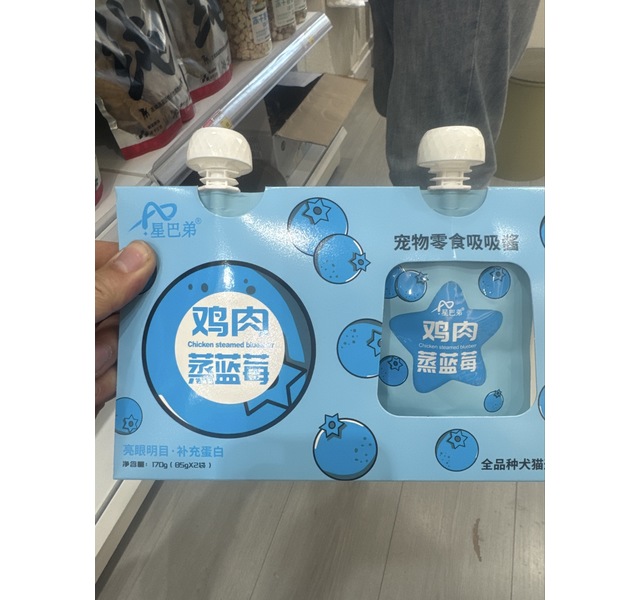 星巴弟®
宠物零食吸吸酱
鸡肉
Chicken steamed blueberry
蒸蓝莓
星巴弟
鸡肉
Chicken steamed blueberry
蒸蓝莓
亮眼明目·补充蛋白
净含量：170g（85gX2袋）
全品种犬猫